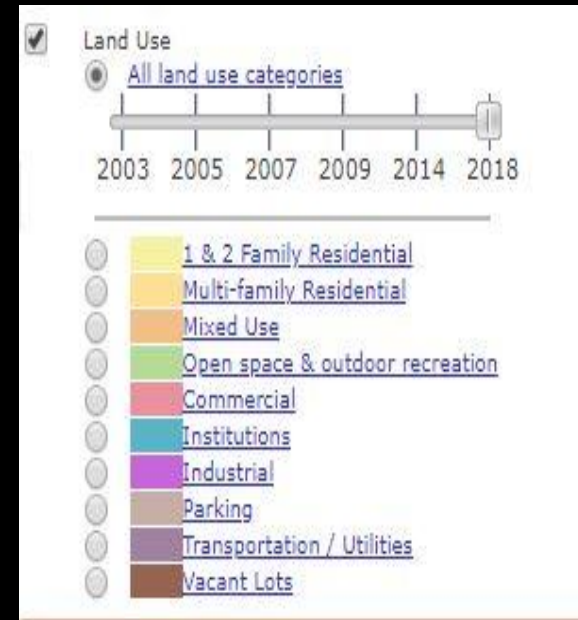 Land Use
All land use categories
2003 2005 2007 2009 2014 2018
1 & 2 Family Residential
Multi-family Residential
Mixed Use
Open space & outdoor recreation
Commercial
Institutions
Industrial
Parking
Transportation / Utilities
Vacant Lots